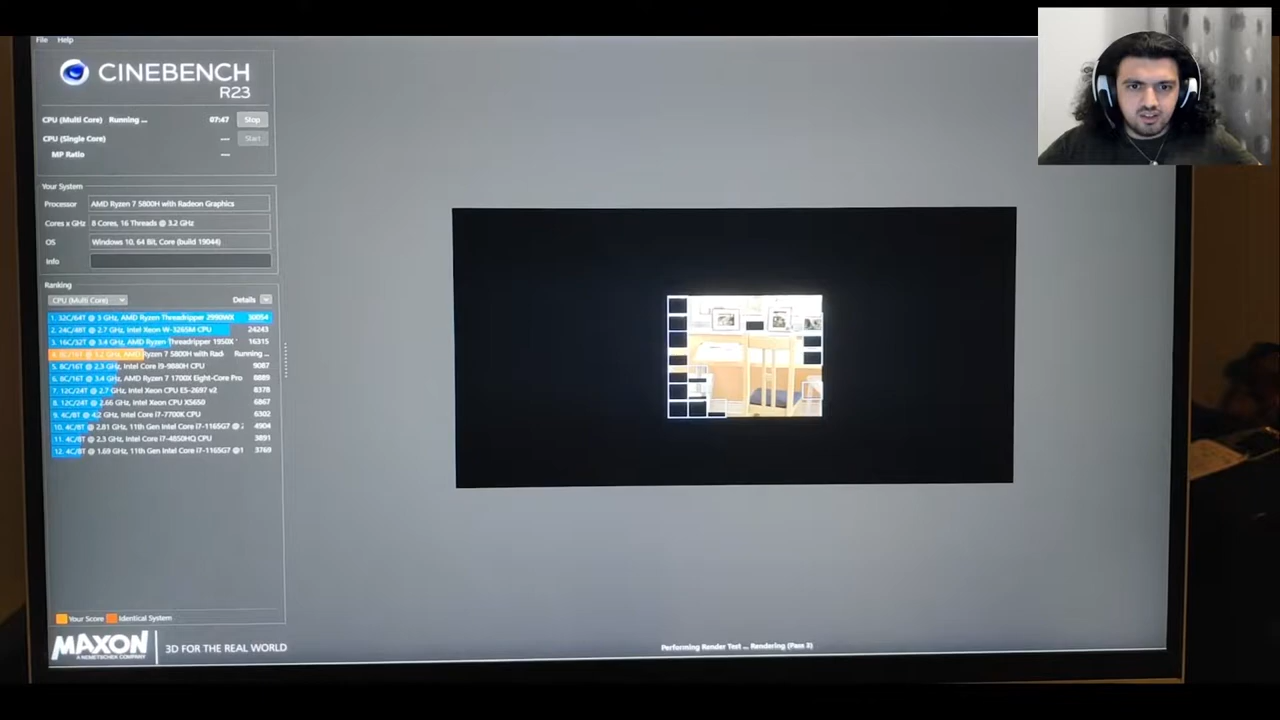 File Help
CINEBENCH
R23
CPU (Multi Core) Running ... 07:47 Stop
CPU (Single Core) --- Start
MP Ratio ---
Your System
Processor AMD Ryzen 7 5800H with Radeon Graphics
Cores x GHz 8 Cores, 16 Threads @ 3.2 GHz
OS Windows 10, 64 Bit, Core (build 19044)
Info
Ranking
CPU (Multi Core) Details
1. 32C/64T @ 3 GHz, AMD Ryzen Threadripper 2990WX 30054
2. 24C/48T @ 2.7 GHz, Intel Xeon W-3265M CPU 24243
3. 16C/32T @ 3.4 GHz, AMD Ryzen Threadripper 1950X 16315
4. 8C/16T @ 3.2 GHz, AMD Ryzen 7 5800H with Rad Running...
5. 8C/16T @ 2.3 GHz, Intel Core i9-9880H CPU 9087
6. 8C/16T @ 3.4 GHz, AMD Ryzen 7 1700X Eight-Core Pro 8889
7. 12C/24T @ 2.7 GHz, Intel Xeon CPU E5-2697 v2 8378
8. 12C/24T @ 2.66 GHz, Intel Xeon CPU X5650 6867
9. 4C/8T @ 4.2 GHz, Intel Core i7-7700K CPU 6302
10. 4C/8T @ 2.81 GHz, 11th Gen Intel Core i7-1165G7 @ 2 4904
11. 4C/8T @ 2.3 GHz, Intel Core i7-4850HQ CPU 3891
12. 4C/8T @ 1.69 GHz, 11th Gen Intel Core i7-1165G7 @1 3769
Your Score Identical System
MAXON 3D FOR THE REAL WORLD
A NEMETSCHEK COMPANY
Performing Render Test ... Rendering (Pass 2)